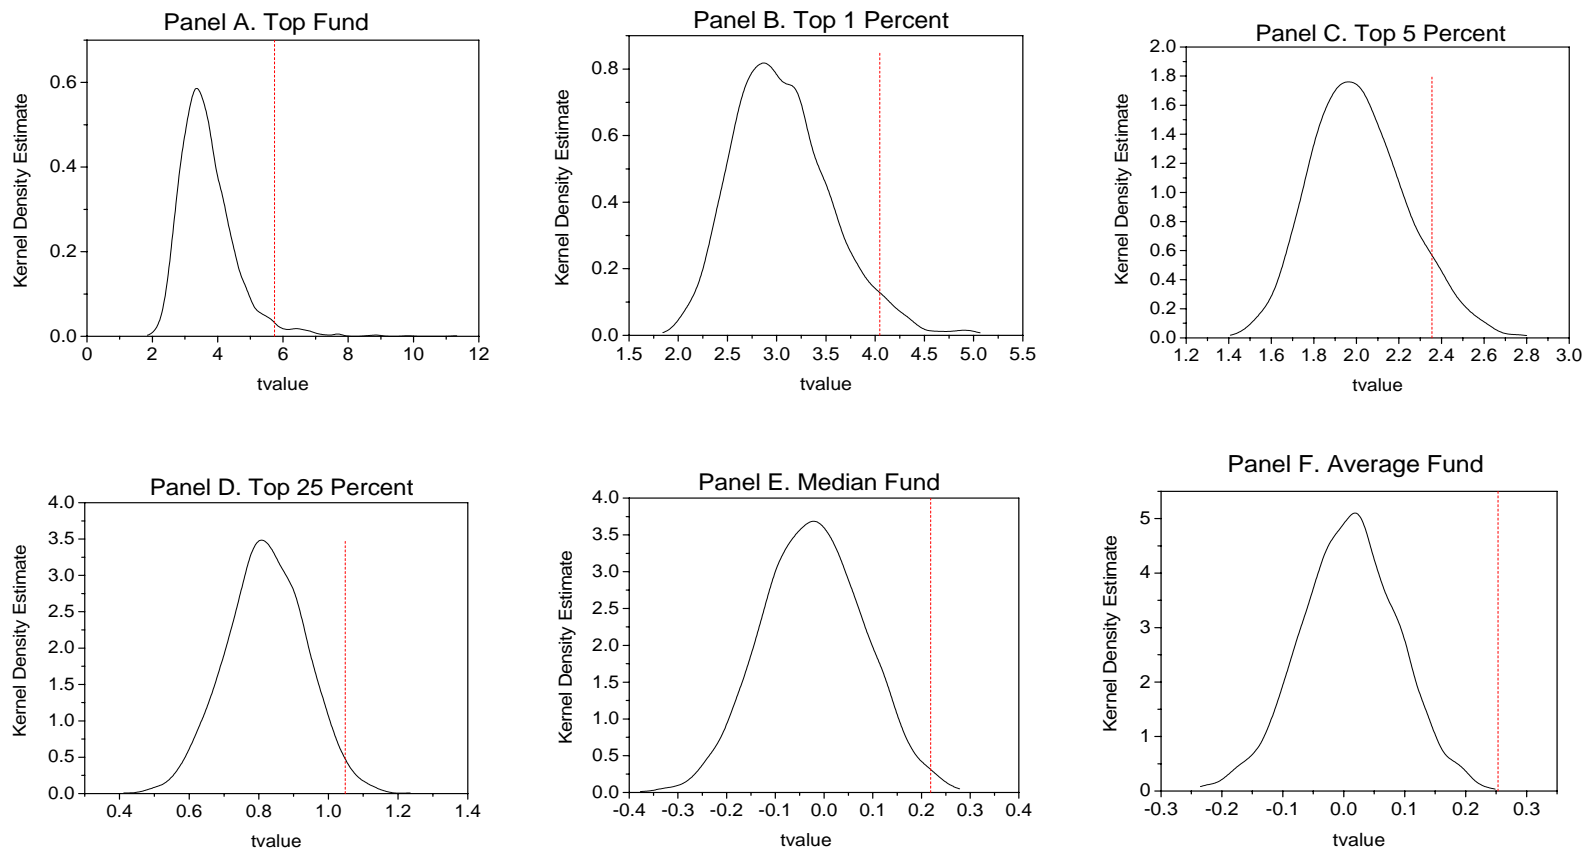 Panel A. Top Fund
Kernel Density Estimate
0.6
0.4
0.2
0.0
0 2 4 6 8 10 12
tvalue
Panel B. Top 1 Percent
Kernel Density Estimate
0.8
0.6
0.4
0.2
0.0
1.5 2.0 2.5 3.0 3.5 4.0 4.5 5.0 5.5
tvalue
Panel C. Top 5 Percent
Kernel Density Estimate
2.0
1.8
1.6
1.4
1.2
1.0
0.8
0.6
0.4
0.2
0.0
1.2 1.4 1.6 1.8 2.0 2.2 2.4 2.6 2.8 3.0
tvalue
Panel D. Top 25 Percent
Kernel Density Estimate
4.0
3.5
3.0
2.5
2.0
1.5
1.0
0.5
0.0
0.4 0.6 0.8 1.0 1.2 1.4
tvalue
Panel E. Median Fund
Kernel Density Estimate
4.0
3.5
3.0
2.5
2.0
1.5
1.0
0.5
0.0
-0.4 -0.3 -0.2 -0.1 0.0 0.1 0.2 0.3 0.4
tvalue
Panel F. Average Fund
Kernel Density Estimate
5
4
3
2
1
0
-0.3 -0.2 -0.1 0.0 0.1 0.2 0.3
tvalue